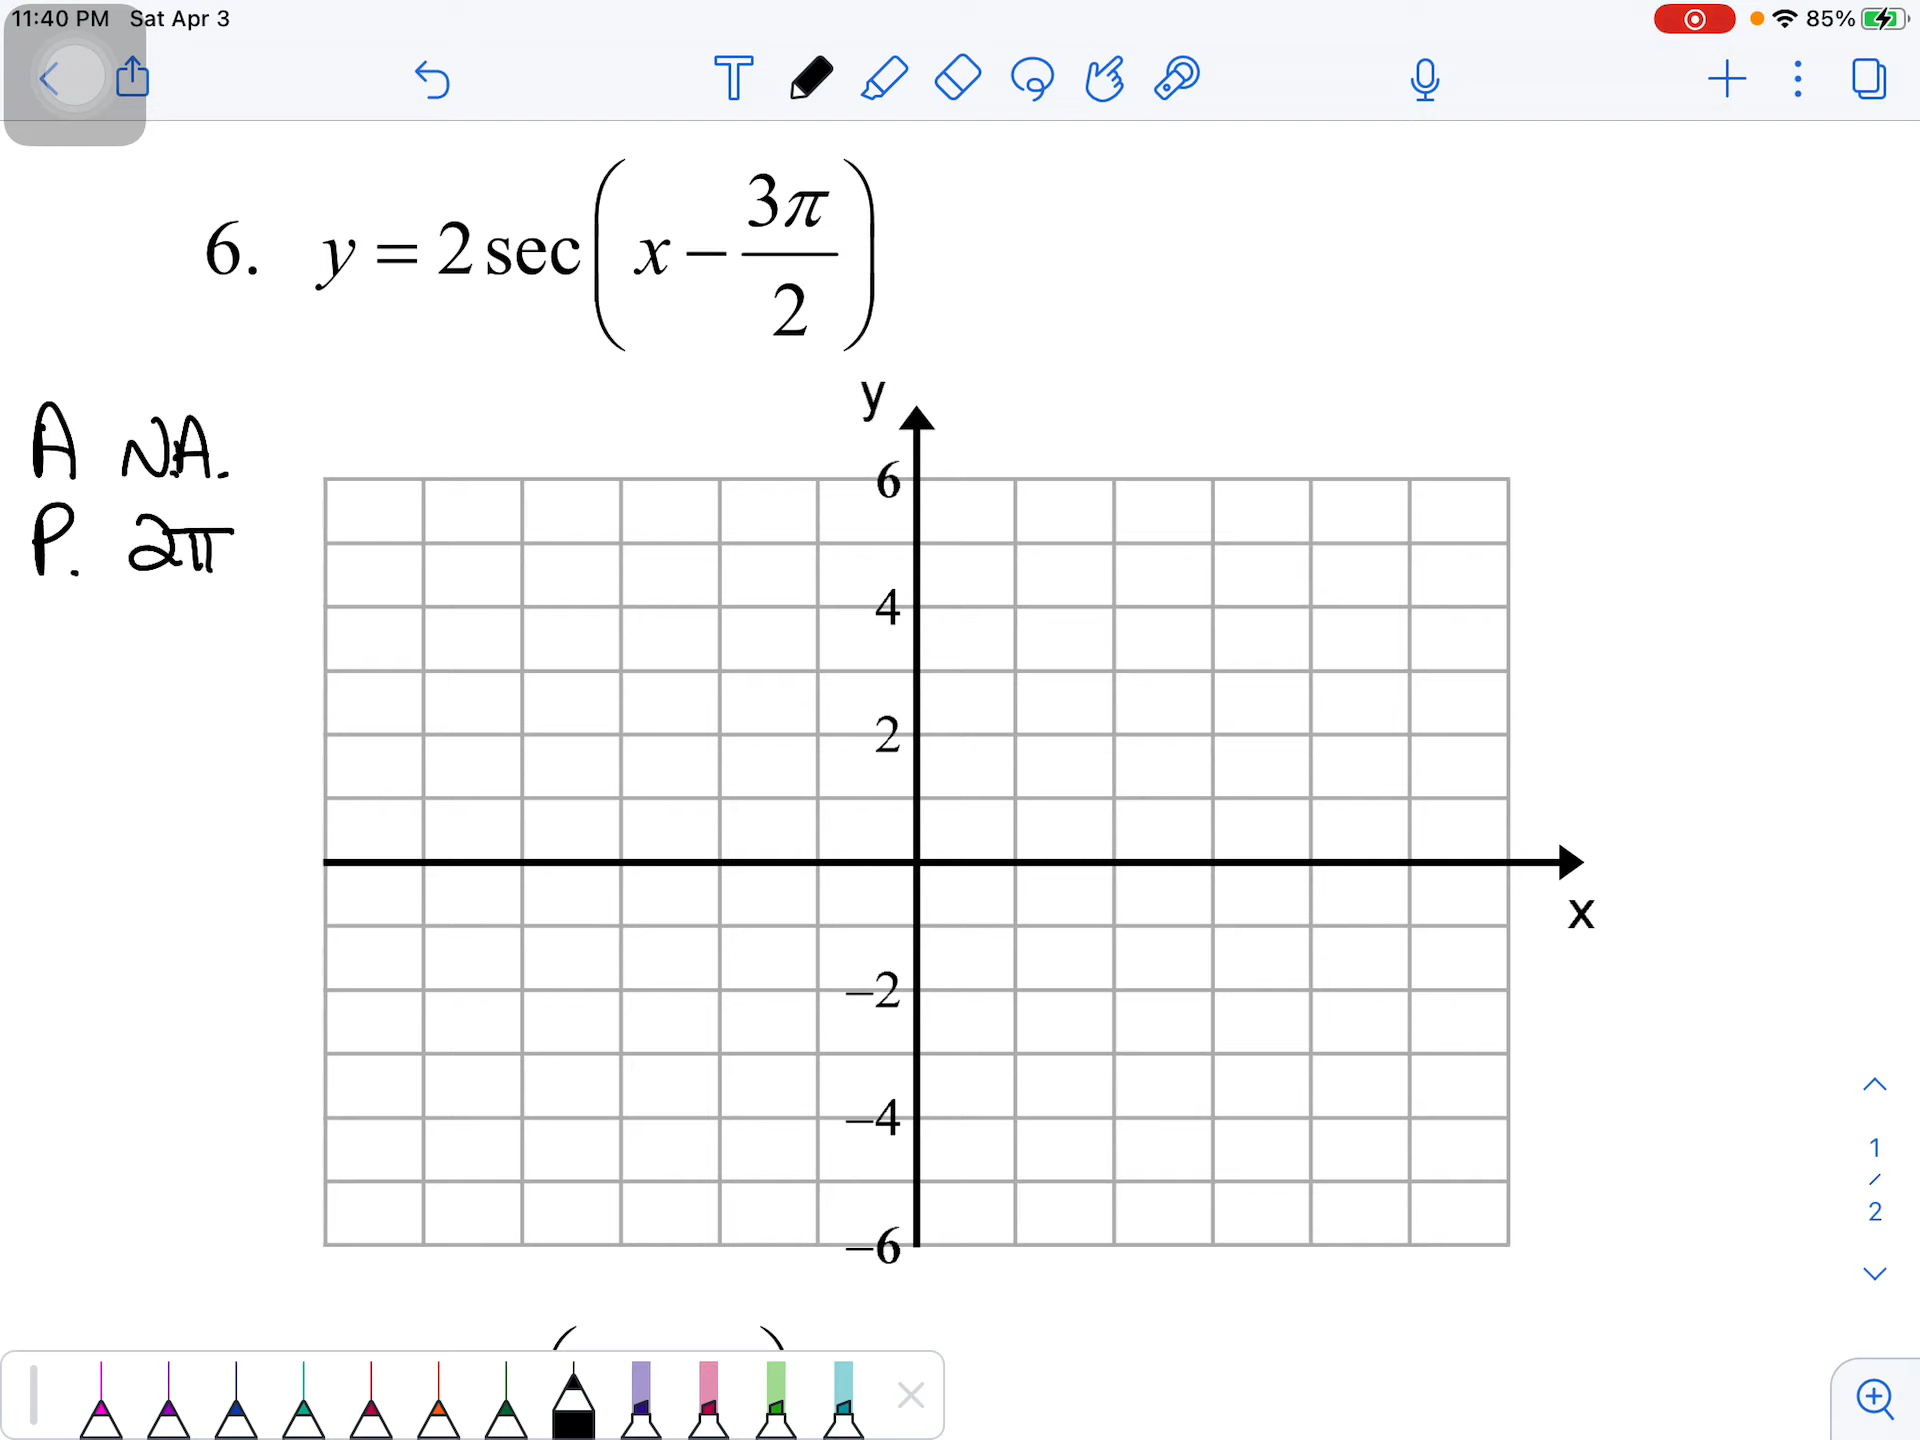 11:40 PM Sat Apr 3 85%
T
6. y = 2 sec( x − 3π/2 )
y
A N.A.
6
P. 2π
4
2
x
−2
−4
1
/
2
−6
( )